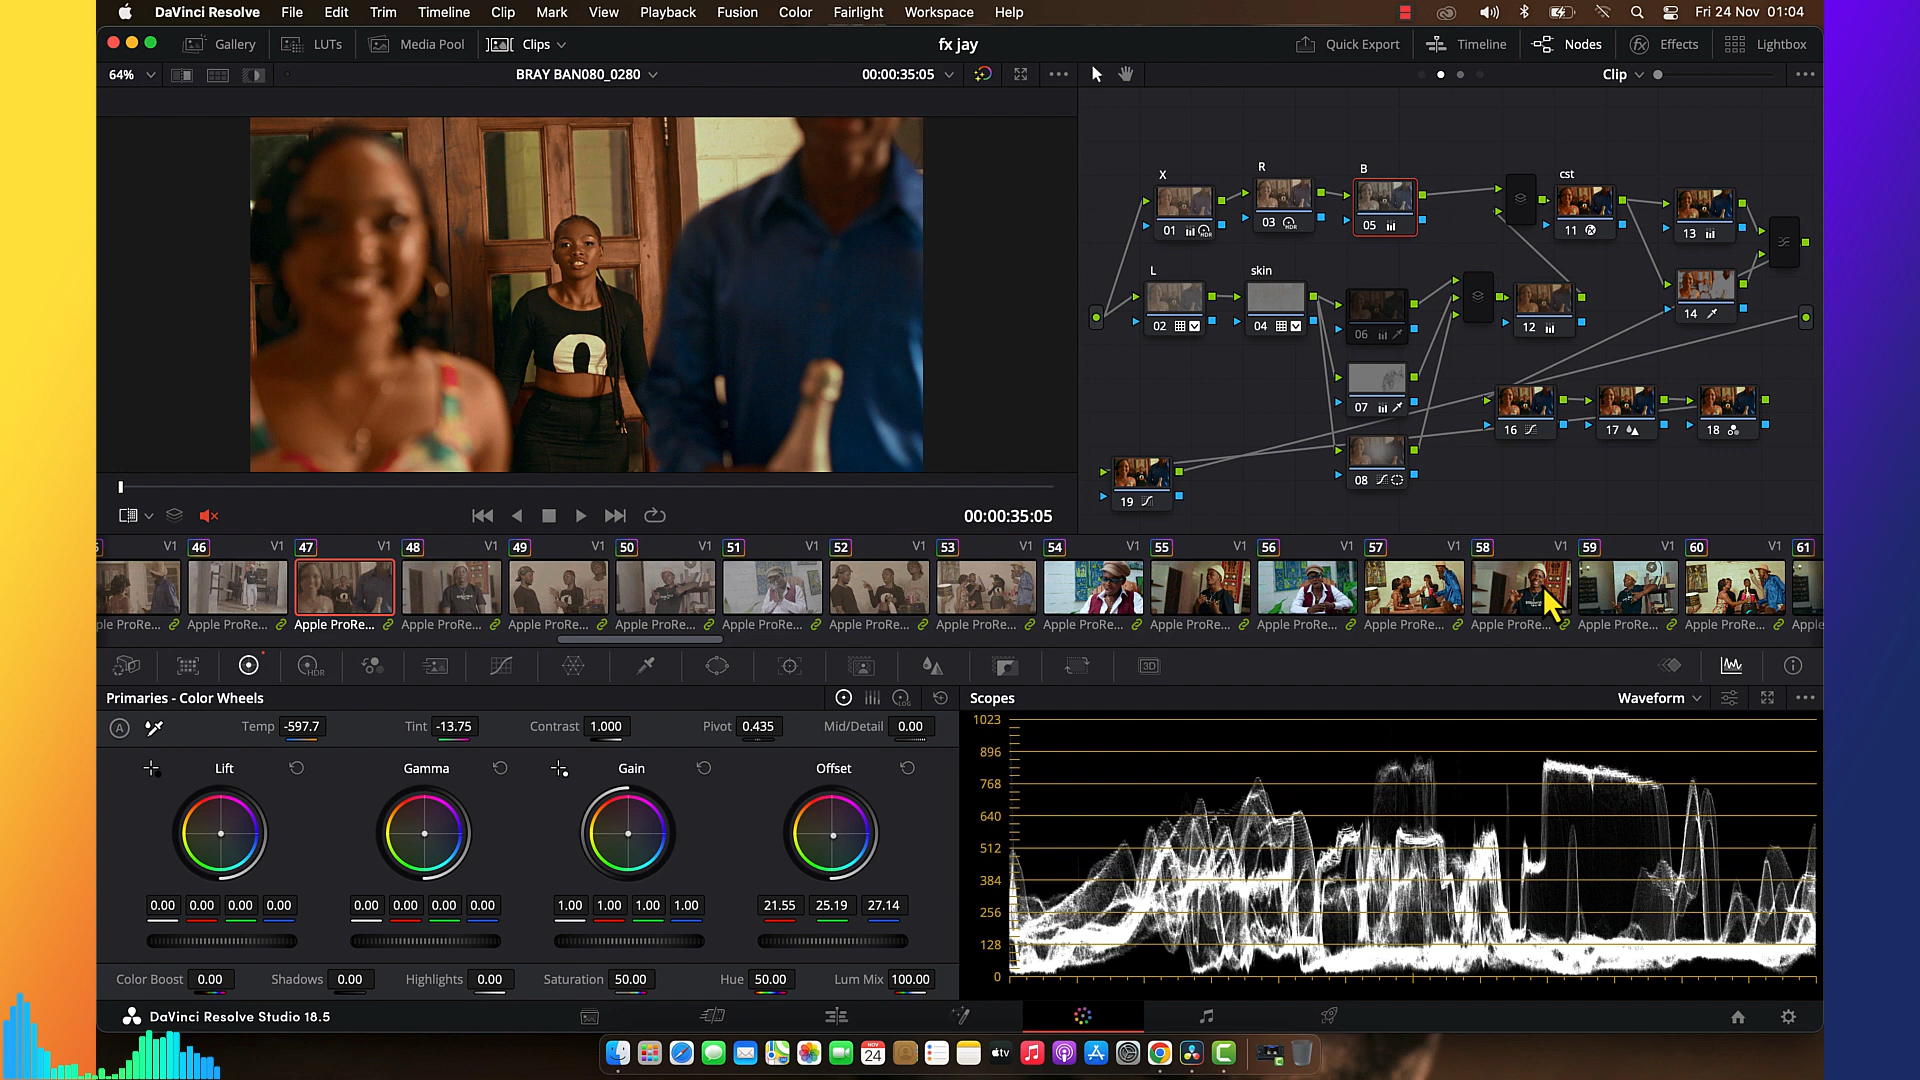 DaVinci Resolve File Edit Trim Timeline Clip Mark View Playback Fusion Color Fairlight Workspace Help Fri 24 Nov 01:04
Gallery LUTs Media Pool Clips fx jay Quick Export Timeline Nodes Effects Lightbox
64% BRAY BAN080_0280 00:00:35:05 Clip
X R B cst
01 HDR 03 HDR 05 11 13
L skin
02 04 06 12 14
07
16 17 18
08
19
00:00:35:05
V1 46 V1 47 V1 48 V1 49 V1 50 V1 51 V1 52 V1 53 V1 54 V1 55 V1 56 V1 57 V1 58 V1 59 V1 60 V1 61
ple ProRe... Apple ProRe... Apple ProRe... Apple ProRe... Apple ProRe... Apple ProRe... Apple ProRe... Apple ProRe... Apple ProRe... Apple ProRe... Apple ProRe... Apple ProRe... Apple ProRe... Apple ProRe... Apple ProRe... Apple ProRe... Apple
HDR 3D
Primaries - Color Wheels LOG Scopes Waveform
A Temp -597.7 Tint -13.75 Contrast 1.000 Pivot 0.435 Mid/Detail 0.00
Lift Gamma Gain Offset
0.00 0.00 0.00 0.00 0.00 0.00 0.00 0.00 1.00 1.00 1.00 1.00 21.55 25.19 27.14
Color Boost 0.00 Shadows 0.00 Highlights 0.00 Saturation 50.00 Hue 50.00 Lum Mix 100.00
1023
896
768
640
512
384
256
128
0
DaVinci Resolve Studio 18.5
NOV
24
tv